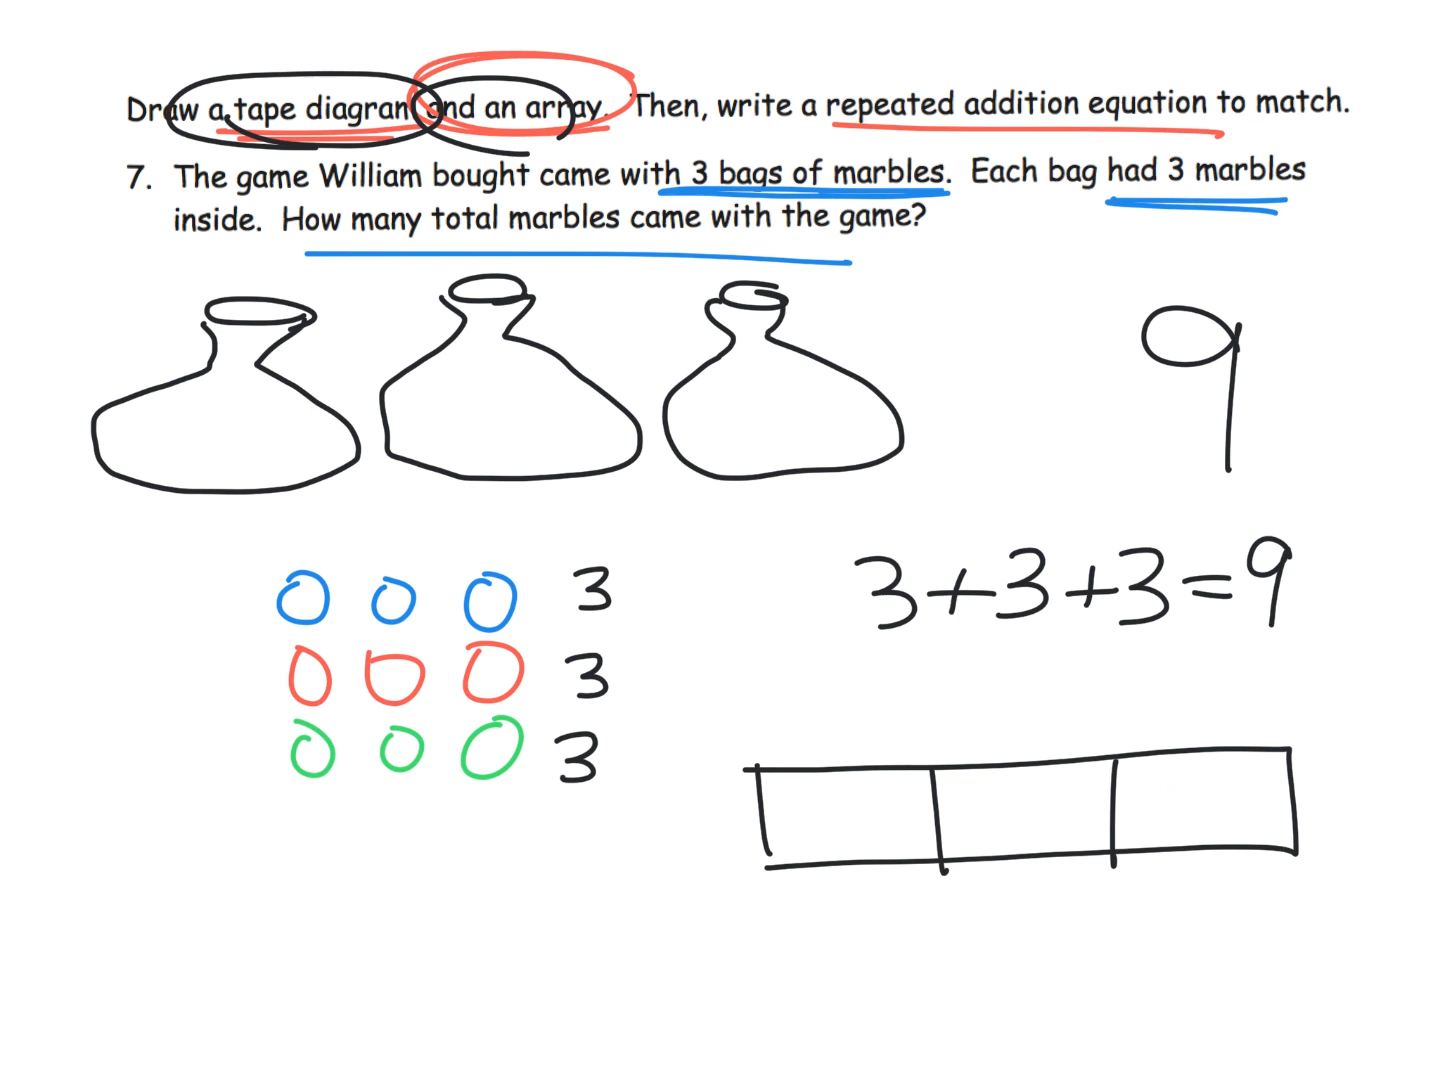 Draw a tape diagram and an array. Then, write a repeated addition equation to match.
7. The game William bought came with 3 bags of marbles. Each bag had 3 marbles
inside. How many total marbles came with the game?
9
3
3+3+3=9
3
3